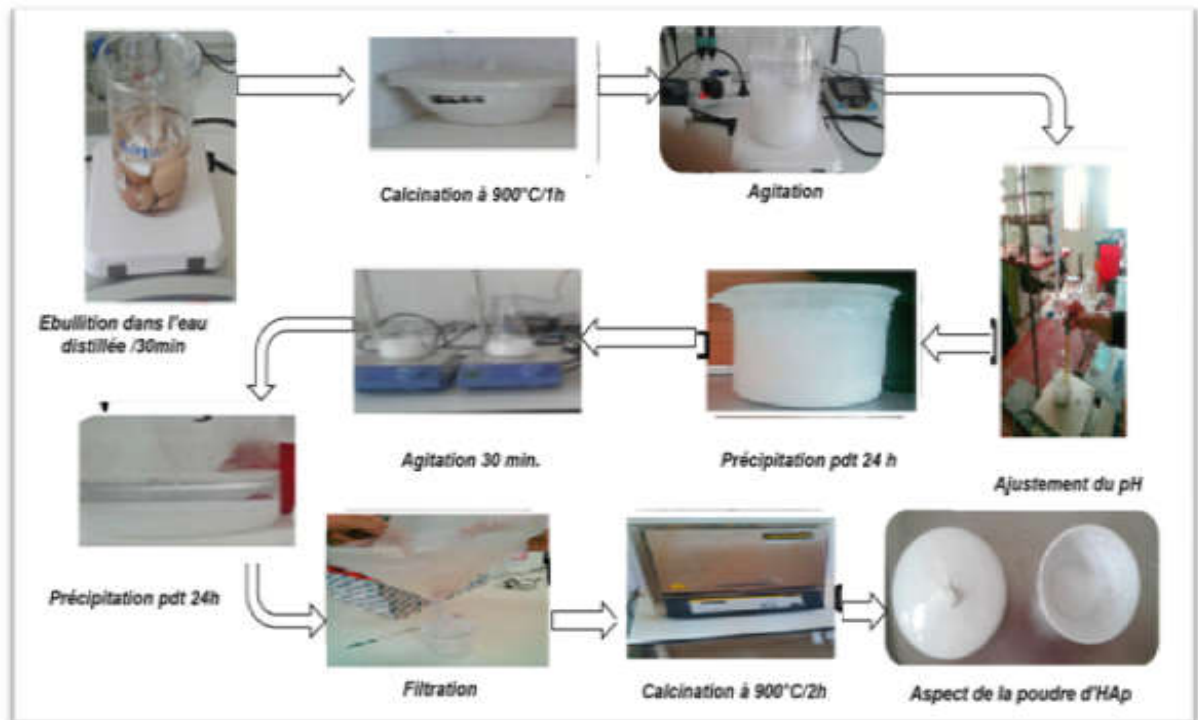 Calcination à 900°C/1h
Agitation
Ebullition dans l'eau
distillée /30min
Agitation 30 min.
Précipitation pdt 24 h
Ajustement du pH
Précipitation pdt 24h
Filtration
Calcination à 900°C/2h
Aspect de la poudre d'HAp